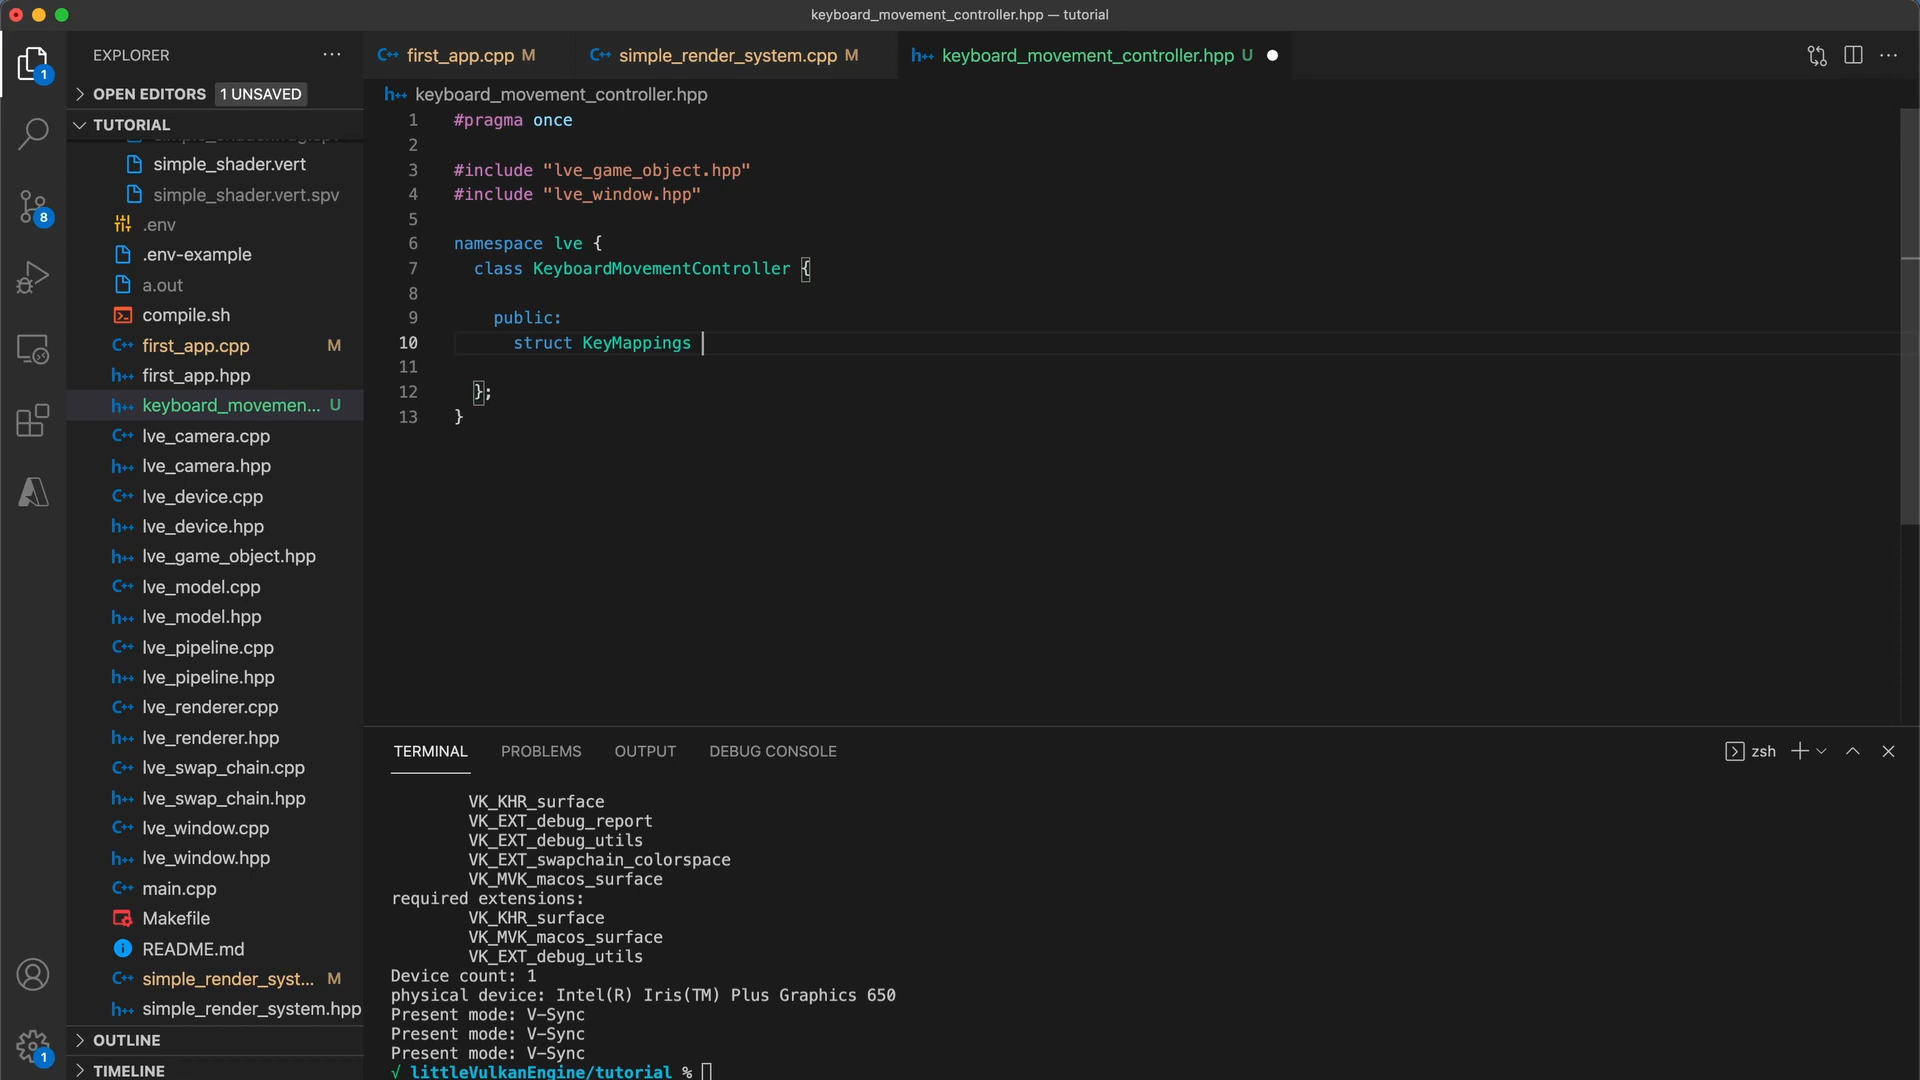 keyboard_movement_controller.hpp — tutorial
EXPLORER
OPEN EDITORS 1 UNSAVED
TUTORIAL
simple_shader.vert
simple_shader.vert.spv
.env
.env-example
a.out
compile.sh
first_app.cpp M
first_app.hpp
keyboard_movemen... U
lve_camera.cpp
lve_camera.hpp
lve_device.cpp
lve_device.hpp
lve_game_object.hpp
lve_model.cpp
lve_model.hpp
lve_pipeline.cpp
lve_pipeline.hpp
lve_renderer.cpp
lve_renderer.hpp
lve_swap_chain.cpp
lve_swap_chain.hpp
lve_window.cpp
lve_window.hpp
main.cpp
Makefile
README.md
simple_render_syst... M
simple_render_system.hpp
OUTLINE
TIMELINE
1
8
1
first_app.cpp M
simple_render_system.cpp M
keyboard_movement_controller.hpp U
keyboard_movement_controller.hpp
1 #pragma once
2
3 #include "lve_game_object.hpp"
4 #include "lve_window.hpp"
5
6 namespace lve {
7 class KeyboardMovementController {
8
9 public:
10 struct KeyMappings
11
12 };
13 }
TERMINAL PROBLEMS OUTPUT DEBUG CONSOLE
zsh
VK_KHR_surface
VK_EXT_debug_report
VK_EXT_debug_utils
VK_EXT_swapchain_colorspace
VK_MVK_macos_surface
required extensions:
VK_KHR_surface
VK_MVK_macos_surface
VK_EXT_debug_utils
Device count: 1
physical device: Intel(R) Iris(TM) Plus Graphics 650
Present mode: V-Sync
Present mode: V-Sync
Present mode: V-Sync
√ littleVulkanEngine/tutorial %